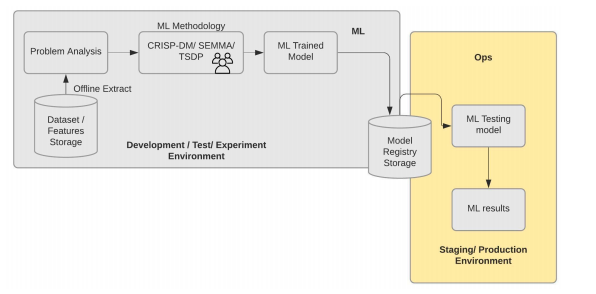 ML Methodology
ML
Problem Analysis
CRISP-DM/ SEMMA/
TSDP
ML Trained
Model
Ops
Offline Extract
Dataset /
Features
Storage
Development / Test/ Experiment
Environment
Model
Registry
Storage
ML Testing
model
ML results
Staging/ Production
Environment